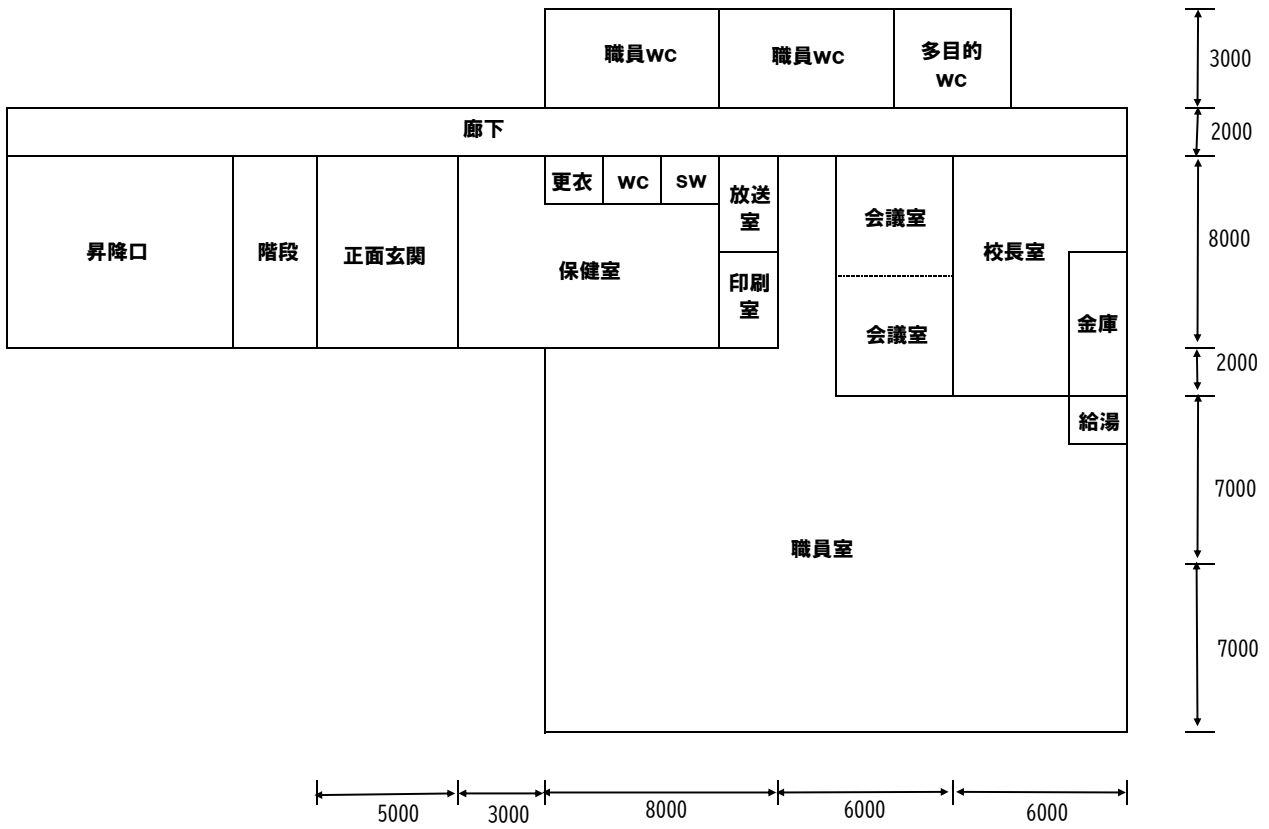 職員WC
職員WC
多目的
WC
3000
廊下
2000
昇降口
階段
正面玄関
更衣
WC
SW
放送
室
保健室
印刷
室
会議室
会議室
校長室
金庫
8000
2000
給湯
7000
職員室
7000
5000
3000
8000
6000
6000